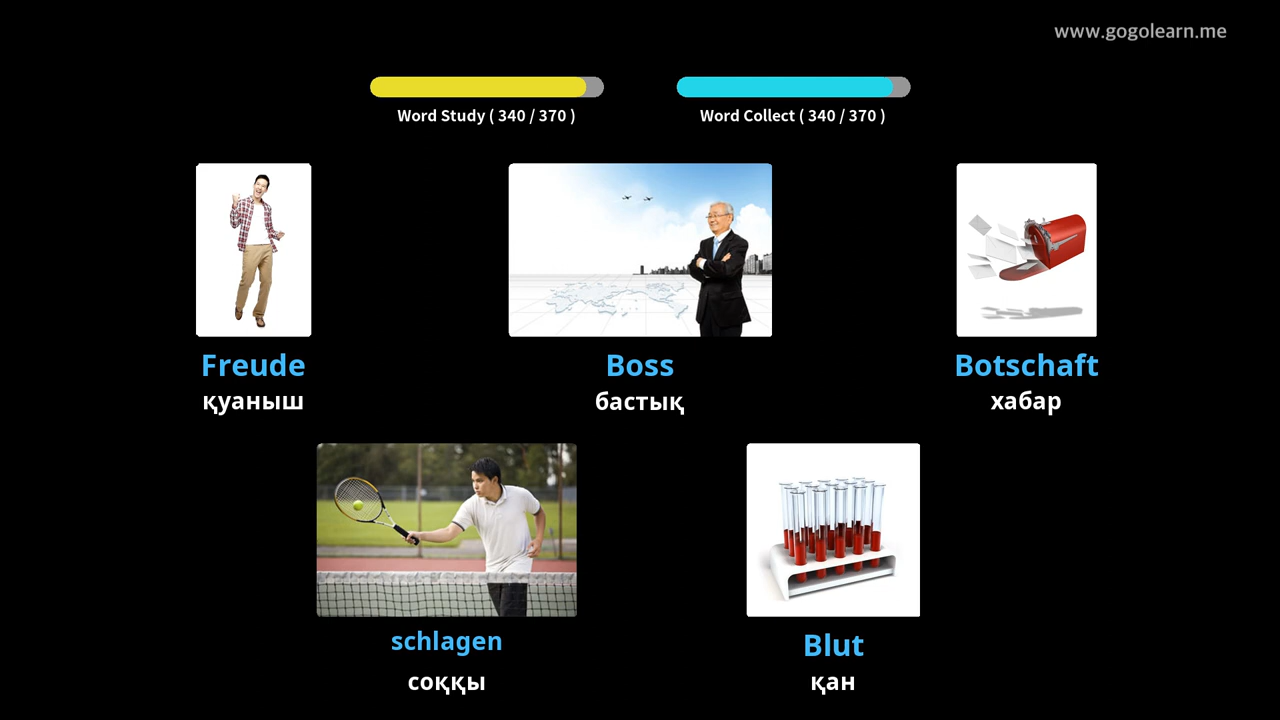 www.gogolearn.me
Word Study ( 340 / 370 )
Word Collect ( 340 / 370 )
Freude
қуаныш
Boss
бастық
Botschaft
хабар
schlagen
соққы
Blut
қан